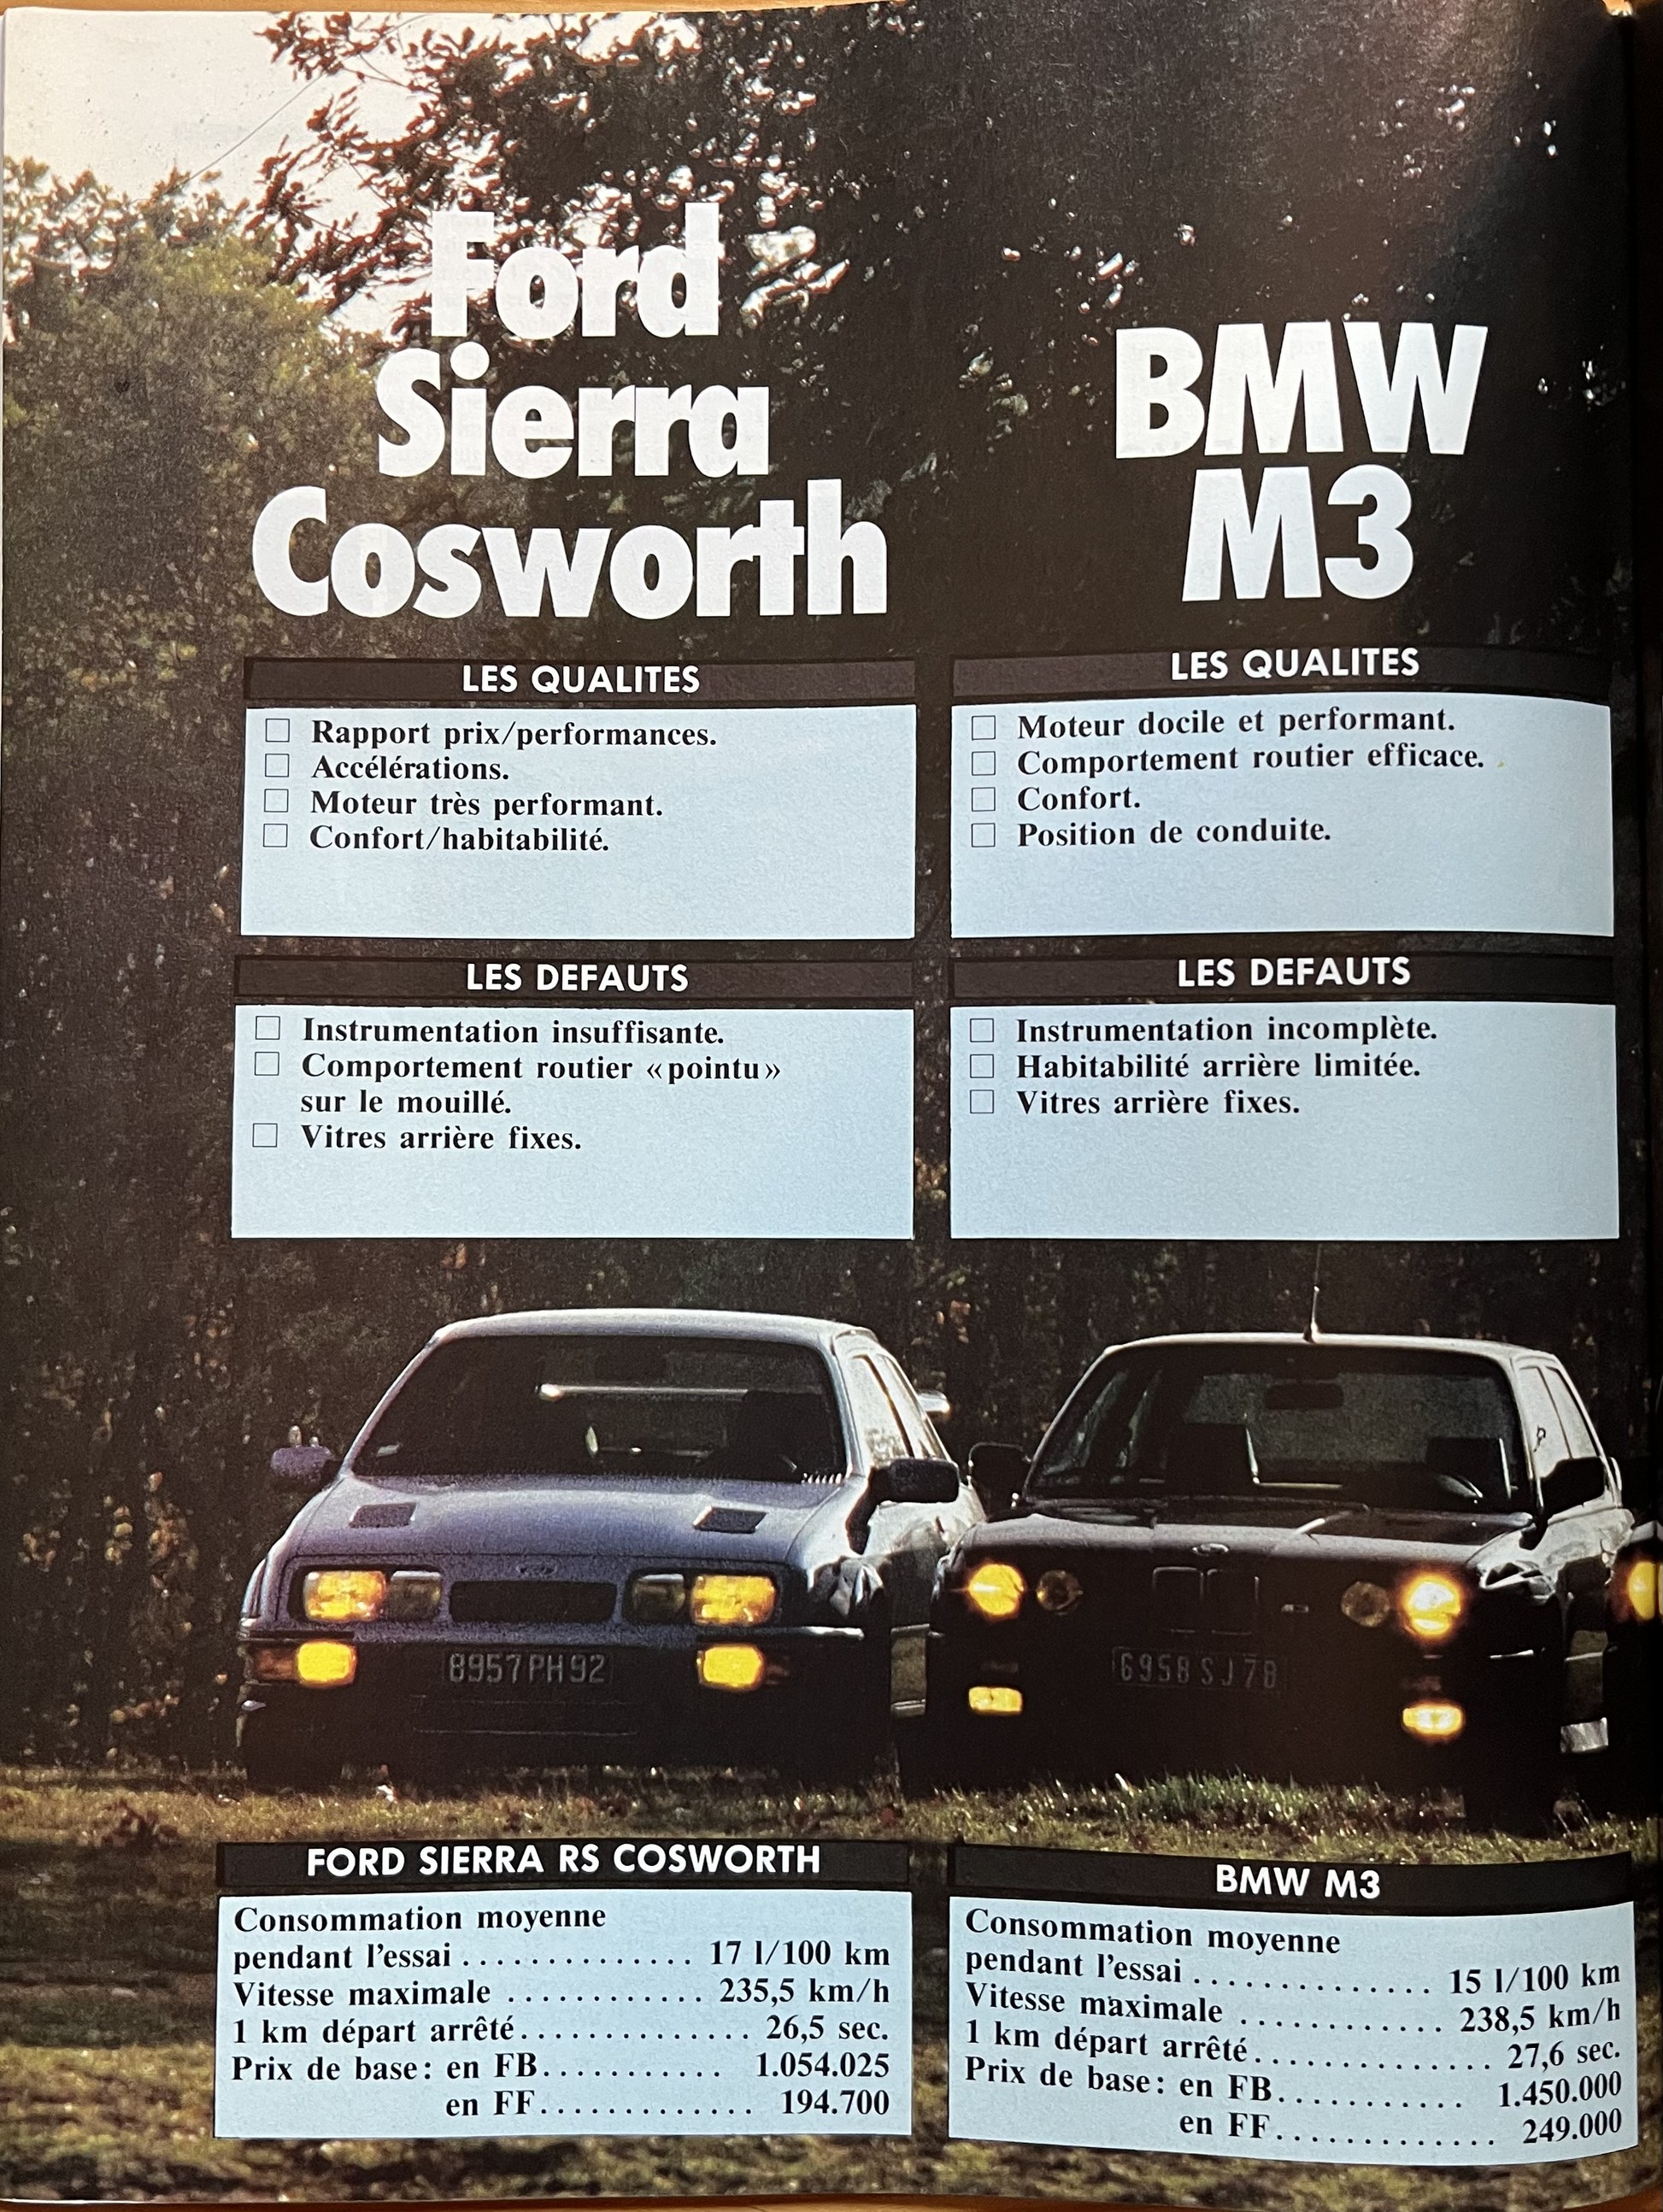 Ford
Sierra
Cosworth
LES QUALITES
□ Rapport prix/performances.
□ Accélérations.
□ Moteur très performant.
□ Confort/habitabilité.
LES DEFAUTS
□ Instrumentation insuffisante.
□ Comportement routier «pointu»
sur le mouillé.
□ Vitres arrière fixes.
BMW
M3
LES QUALITES
□ Moteur docile et performant.
□ Comportement routier efficace.
□ Confort.
□ Position de conduite.
LES DEFAUTS
□ Instrumentation incomplète.
□ Habitabilité arrière limitée.
□ Vitres arrière fixes.
8957 PH 92
6958 SJ 78
FORD SIERRA RS COSWORTH
Consommation moyenne
pendant l'essai .............. 17 l/100 km
Vitesse maximale ............ 235,5 km/h
1 km départ arrêté.............. 26,5 sec.
Prix de base: en FB........... 1.054.025
en FF............. 194.700
BMW M3
Consommation moyenne
pendant l'essai .............. 15 l/100 km
Vitesse maximale ............ 238,5 km/h
1 km départ arrêté.............. 27,6 sec.
Prix de base: en FB........... 1.450.000
en FF............. 249.000